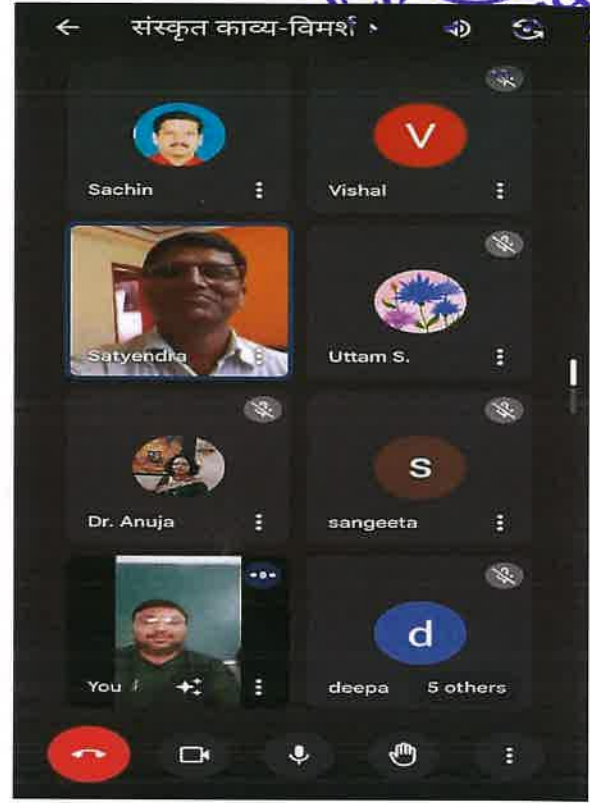 संस्कृत काव्य-विमर्श
Sachin
Vishal
V
Satyendra
Uttam S.
Dr. Anuja
sangeeta
S
You
deepa
d
5 others